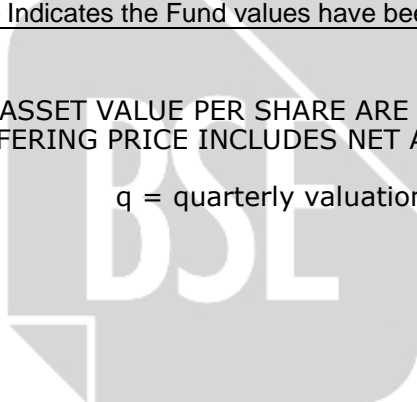 Indicates the Fund values have bee
ASSET VALUE PER SHARE ARE
FERING PRICE INCLUDES NET A
q = quarterly valuation
BSE